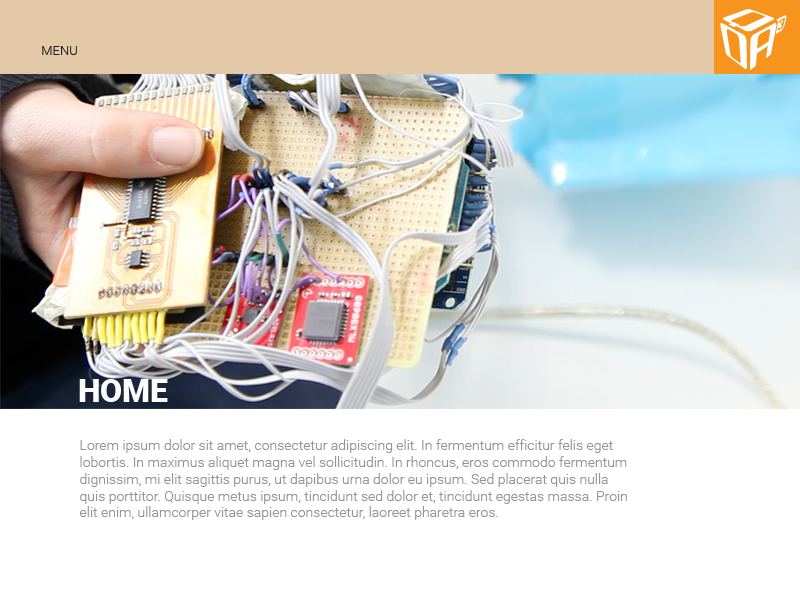 MENU
HOME
Lorem ipsum dolor sit amet, consectetur adipiscing elit. In fermentum efficitur felis eget
lobortis. In maximus aliquet magna vel sollicitudin. In rhoncus, eros commodo fermentum
dignissim, mi elit sagittis purus, ut dapibus urna dolor eu ipsum. Sed placerat quis nulla
quis porttitor. Quisque metus ipsum, tincidunt sed dolor et, tincidunt egestas massa. Proin
elit enim, ullamcorper vitae sapien consectetur, laoreet pharetra eros.